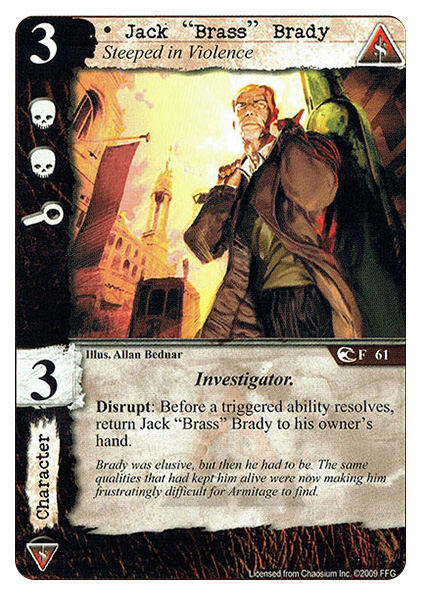 3
• Jack “Brass” Brady
Steeped in Violence
Illus. Allan Bednar
F 61
3
Investigator.
Disrupt: Before a triggered ability resolves,
return Jack “Brass” Brady to his owner's
hand.
Brady was elusive, but then he had to be. The same
qualities that had kept him alive were now making him
frustratingly difficult for Armitage to find.
Character
Licensed from Chaosium Inc. ©2009 FFG